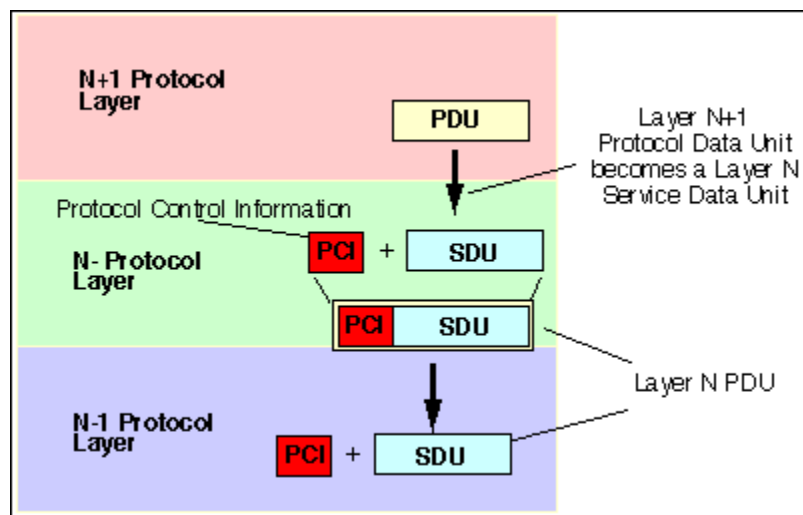 N+1 Protocol
Layer
PDU
Layer N+1
Protocol Data Unit
becomes a Layer N
Service Data Unit
Protocol Control Information
PCI + SDU
N- Protocol
Layer
PCI SDU
Layer N PDU
N-1 Protocol
Layer
PCI + SDU